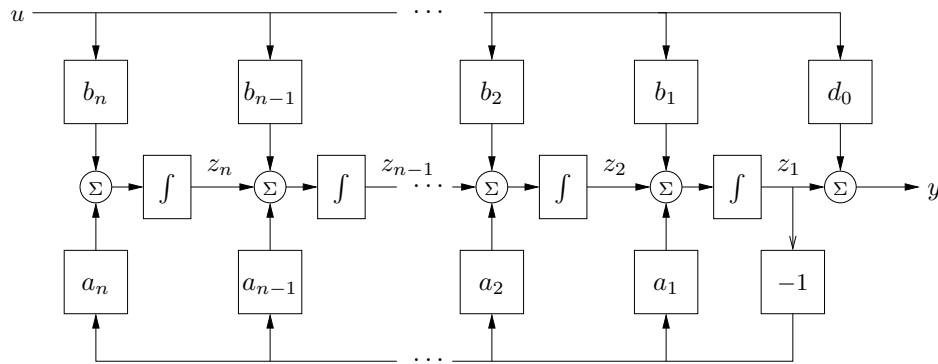 u ⋯
b_n b_{n−1} b_2 b_1 d_0
Σ ∫ z_n Σ ∫ z_{n−1} ⋯ Σ ∫ z_2 Σ ∫ z_1 Σ y
a_n a_{n−1} a_2 a_1 −1
⋯